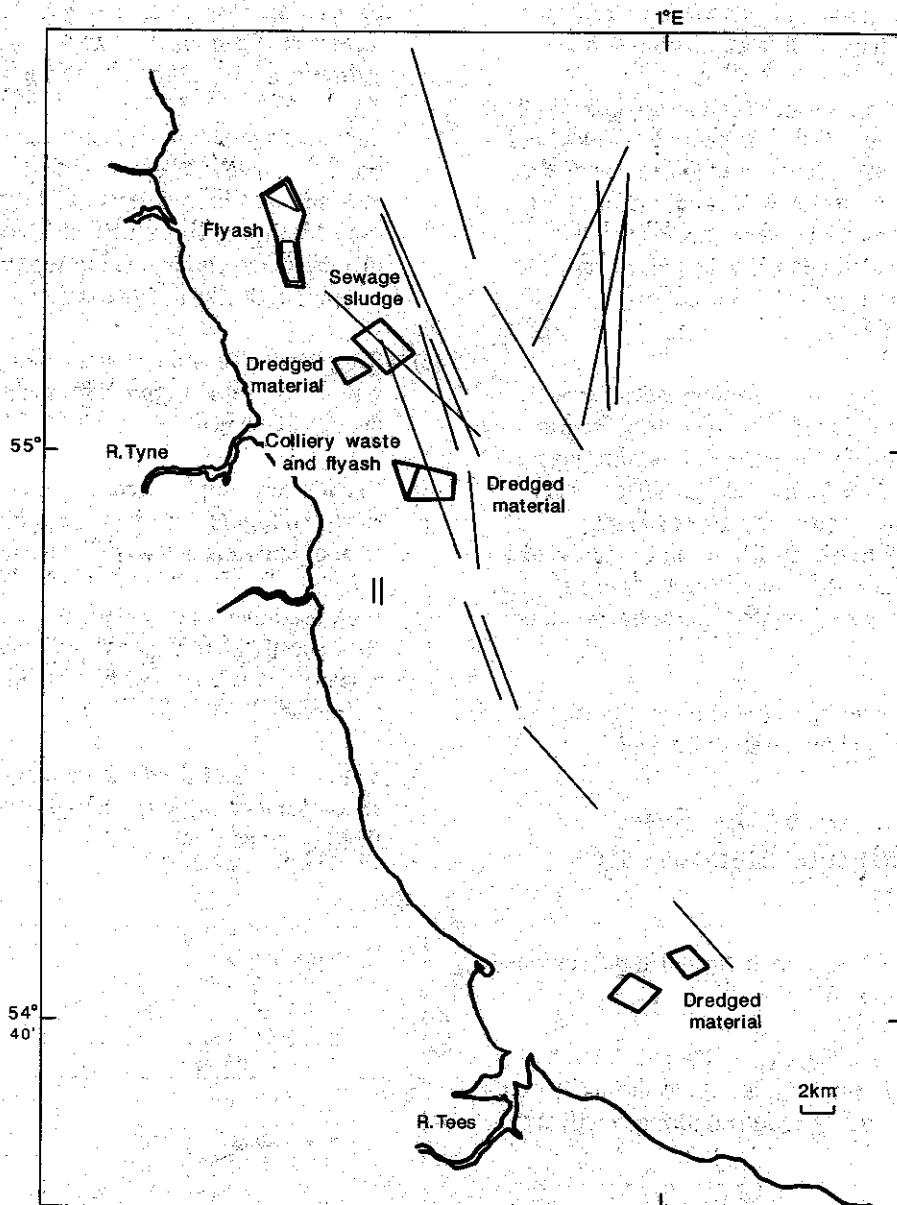 1°E
Flyash
Sewage
sludge
Dredged
material
55°
R. Tyne
Colliery waste
and flyash
Dredged
material
54°
40'
Dredged
material
2km
R. Tees